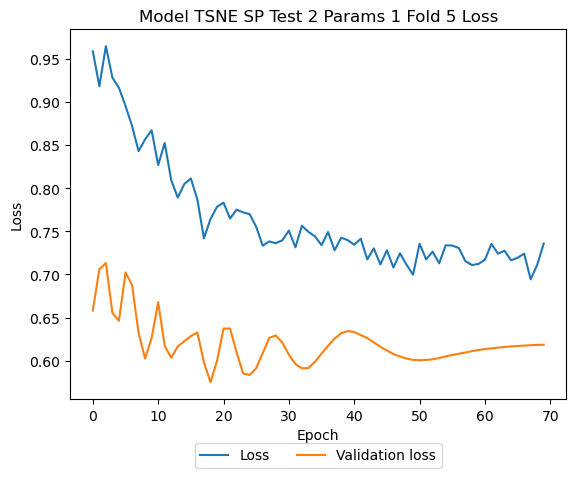 Model TSNE SP Test 2 Params 1 Fold 5 Loss
Loss
0.95
0.90
0.85
0.80
0.75
0.70
0.65
0.60
0 10 20 30 40 50 60 70
Epoch
Loss Validation loss